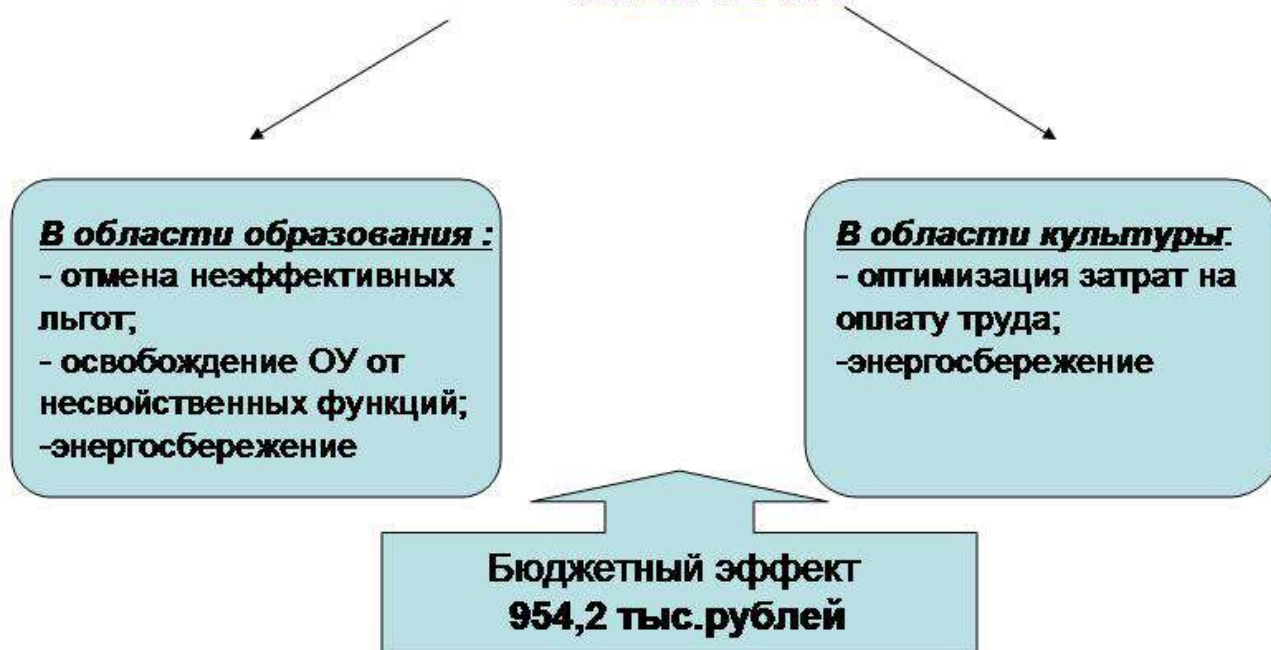 В области образования :
- отмена неэффективных
льгот;
- освобождение ОУ от
несвойственных функций;
-энергосбережение
В области культуры:
- оптимизация затрат на
оплату труда;
-энергосбережение
Бюджетный эффект
954,2 тыс.рублей